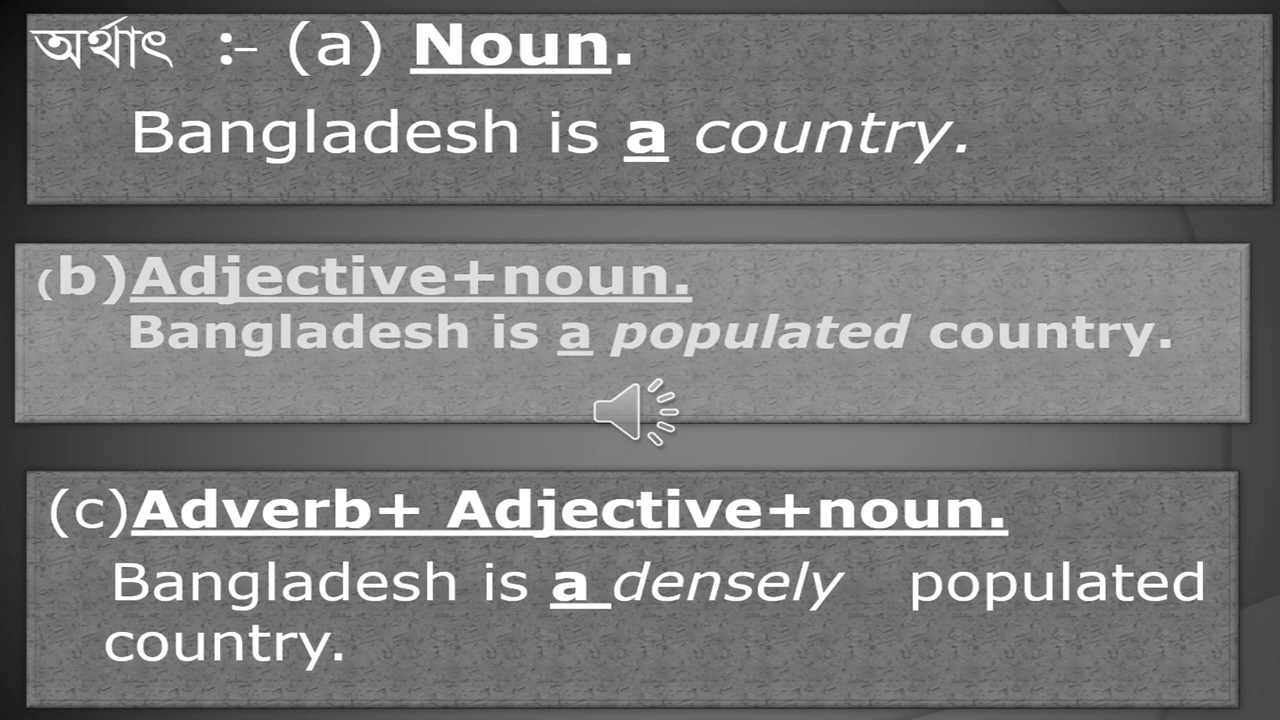 অর্থাৎ :- (a) Noun.
Bangladesh is a country.
(b)Adjective+noun.
Bangladesh is a populated country.
(c)Adverb+ Adjective+noun.
Bangladesh is a densely populated
country.